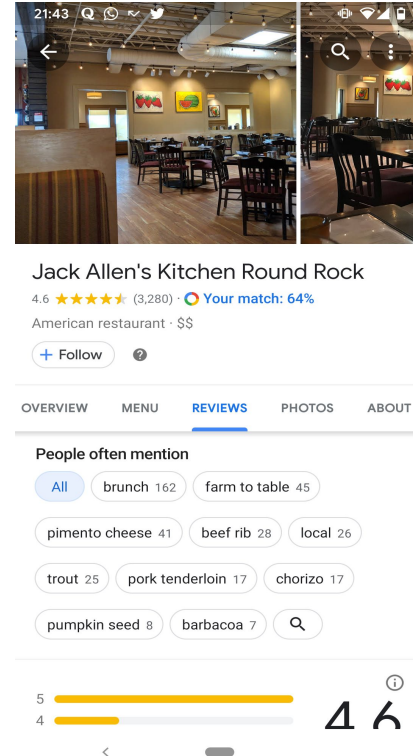 21:43
Jack Allen's Kitchen Round Rock
4.6 (3,280) · Your match: 64%
American restaurant · $$
+ Follow ?
OVERVIEW MENU REVIEWS PHOTOS ABOUT
People often mention
All brunch 162 farm to table 45
pimento cheese 41 beef rib 28 local 26
trout 25 pork tenderloin 17 chorizo 17
pumpkin seed 8 barbacoa 7
5
4
4.6